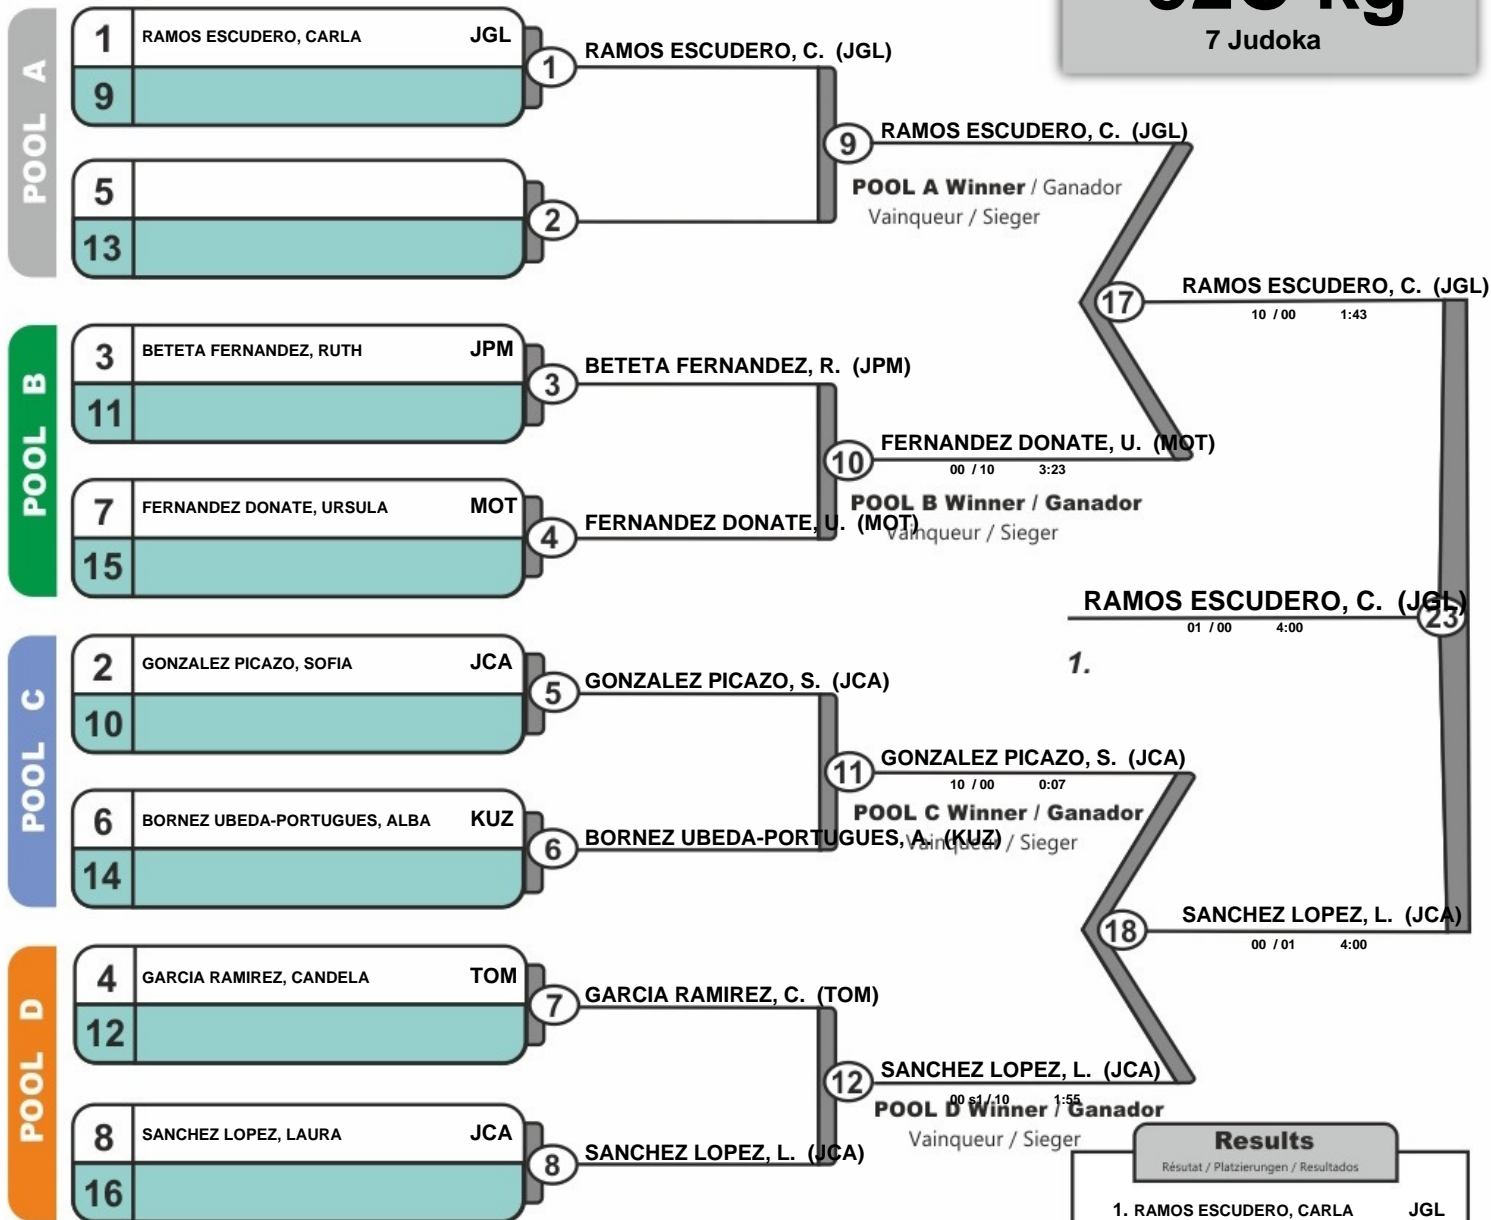 7 Judoka
POOL A
1 RAMOS ESCUDERO, CARLA JGL
9
5
13
1
RAMOS ESCUDERO, C. (JGL)
2
9
RAMOS ESCUDERO, C. (JGL)
POOL A Winner / Ganador
Vainqueur / Sieger
POOL B
3 BETETA FERNANDEZ, RUTH JPM
11
7 FERNANDEZ DONATE, URSULA MOT
15
3
BETETA FERNANDEZ, R. (JPM)
4
FERNANDEZ DONATE, U. (MOT)
10
FERNANDEZ DONATE, U. (MOT)
00 / 10 3:23
POOL B Winner / Ganador
Vainqueur / Sieger
17
RAMOS ESCUDERO, C. (JGL)
10 / 00 1:43
RAMOS ESCUDERO, C. (JGL)
23
01 / 00 4:00
1.
POOL C
2 GONZALEZ PICAZO, SOFIA JCA
10
6 BORNEZ UBEDA-PORTUGUES, ALBA KUZ
14
5
GONZALEZ PICAZO, S. (JCA)
6
BORNEZ UBEDA-PORTUGUES, A. (KUZ)
11
GONZALEZ PICAZO, S. (JCA)
10 / 00 0:07
POOL C Winner / Ganador
Vainqueur / Sieger
18
SANCHEZ LOPEZ, L. (JCA)
00 / 01 4:00
POOL D
4 GARCIA RAMIREZ, CANDELA TOM
12
8 SANCHEZ LOPEZ, LAURA JCA
16
7
GARCIA RAMIREZ, C. (TOM)
8
SANCHEZ LOPEZ, L. (JCA)
12
SANCHEZ LOPEZ, L. (JCA)
00 s1 / 10 1:55
POOL D Winner / Ganador
Vainqueur / Sieger
Results
Résutat / Platzierungen / Resultados
1. RAMOS ESCUDERO, CARLA JGL